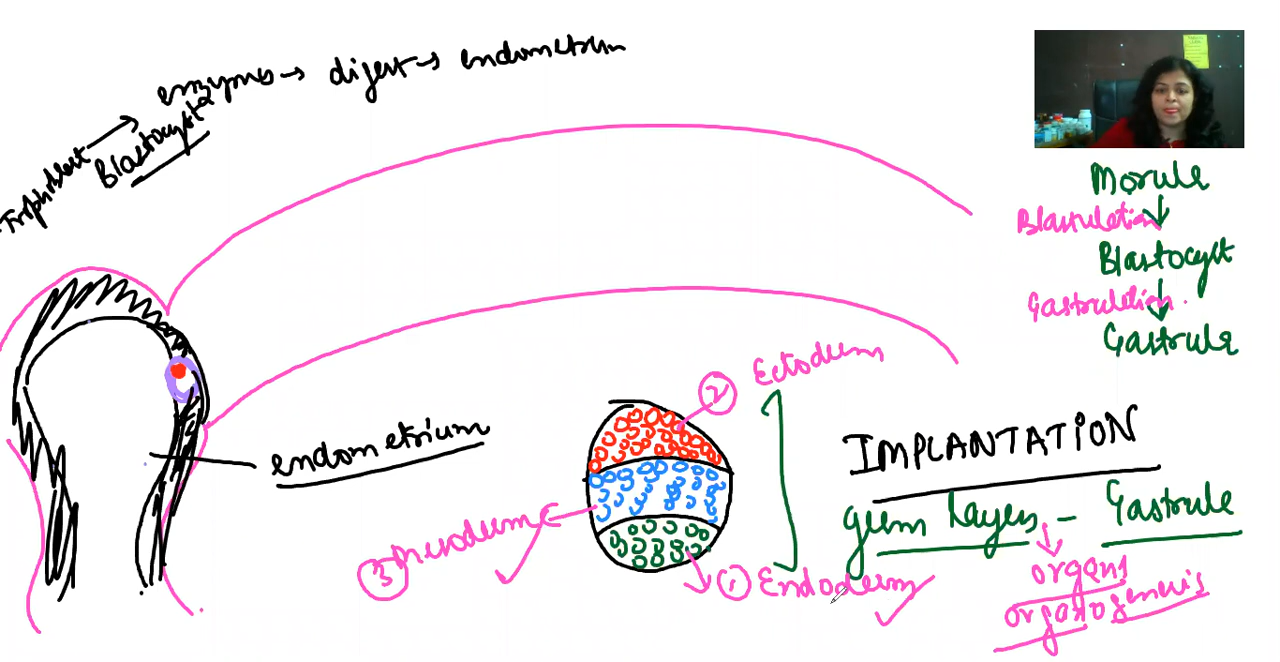 Trophoblast → enzymes → digest → endometrium
Blastocyst
Morula
↓ Blastulation
Blastocyst
↓ Gastrulation.
Gastrula
② Ectoderm
endometrium
IMPLANTATION
germ Layers - Gastrula
③ Mesoderm
① Endoderm
organs
organogenesis